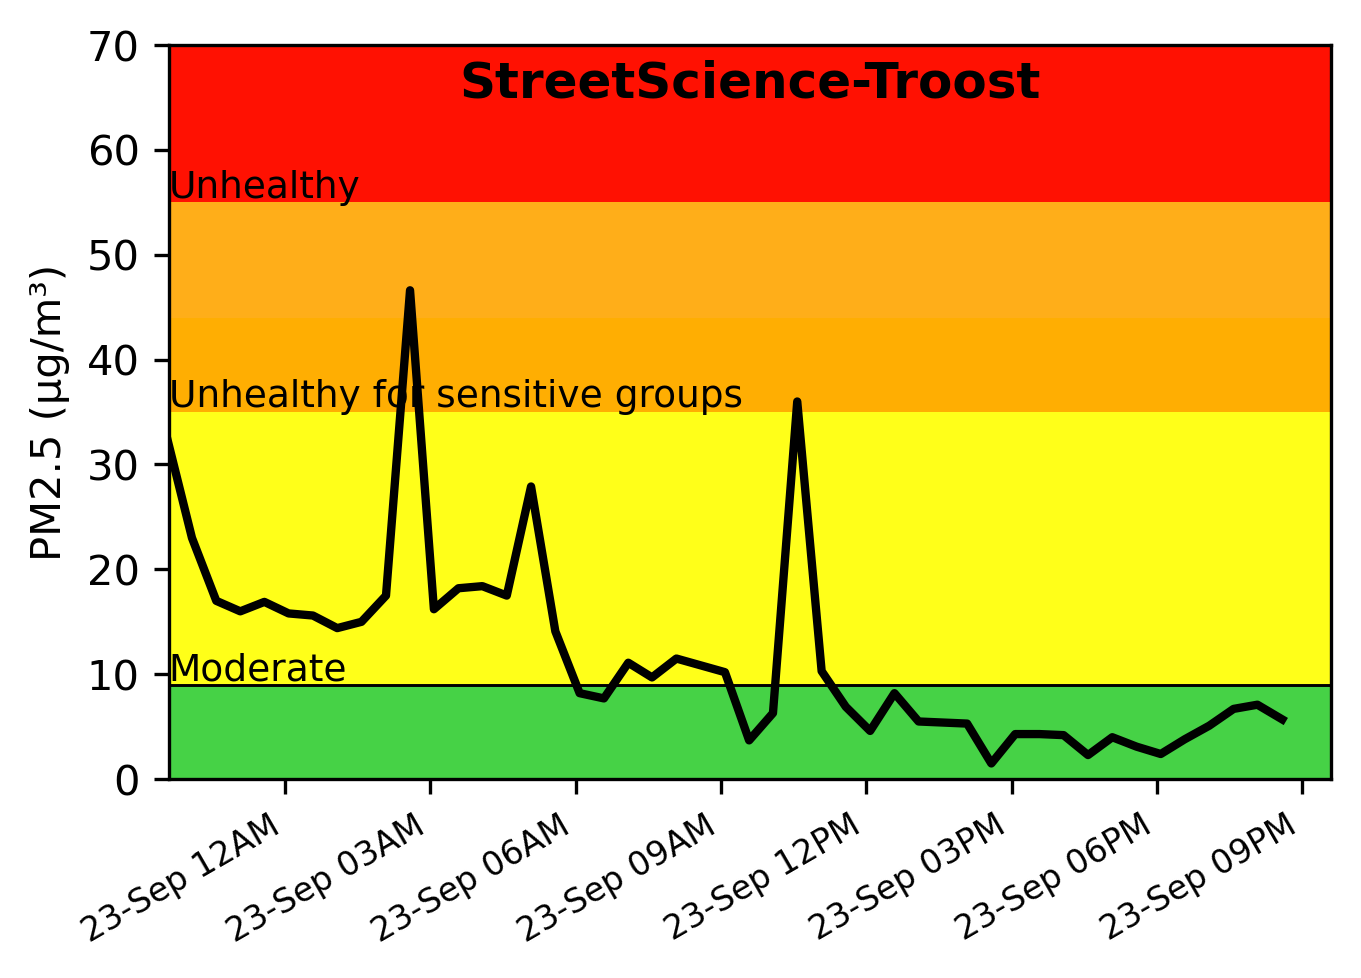 StreetScience-Troost
PM2.5 (µg/m³)
70
60
50
40
30
20
10
0
Unhealthy
Unhealthy for sensitive groups
Moderate
23-Sep 12AM
23-Sep 03AM
23-Sep 06AM
23-Sep 09AM
23-Sep 12PM
23-Sep 03PM
23-Sep 06PM
23-Sep 09PM